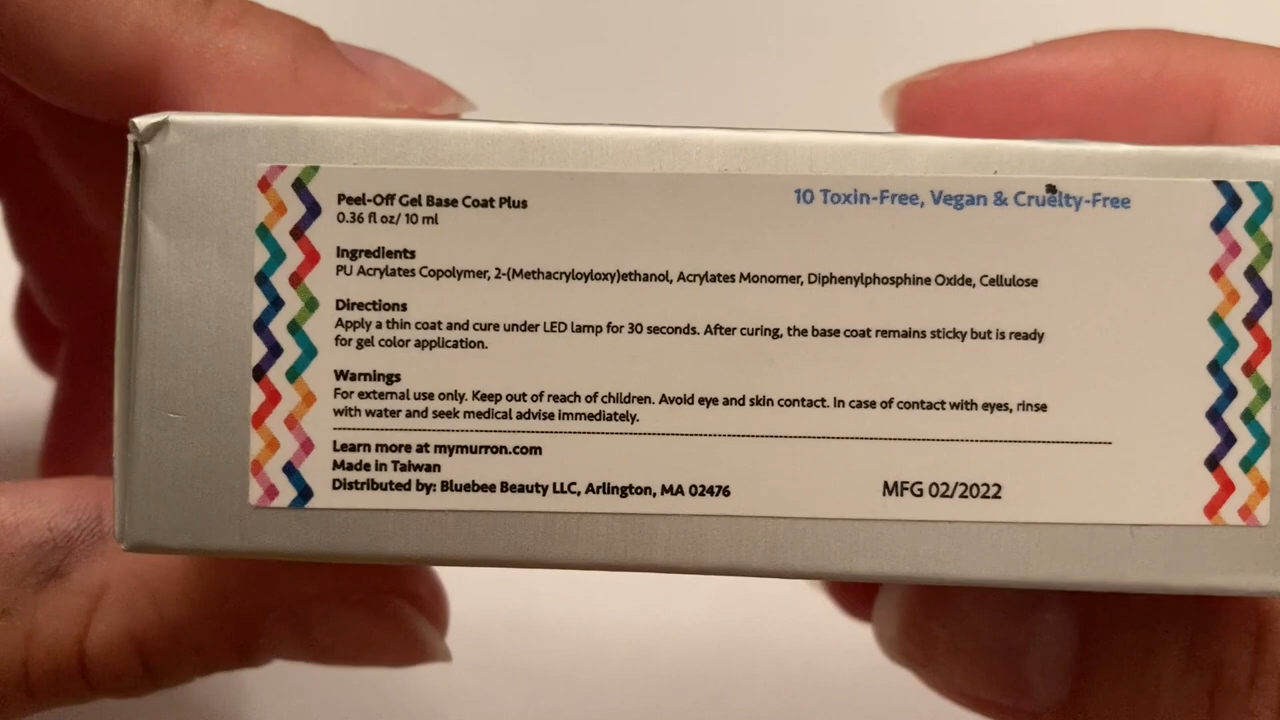 Peel-Off Gel Base Coat Plus
10 Toxin-Free, Vegan & Cruelty-Free
0.36 fl oz/ 10 ml
Ingredients
PU Acrylates Copolymer, 2-(Methacryloyloxy)ethanol, Acrylates Monomer, Diphenylphosphine Oxide, Cellulose
Directions
Apply a thin coat and cure under LED lamp for 30 seconds. After curing, the base coat remains sticky but is ready
for gel color application.
Warnings
For external use only. Keep out of reach of children. Avoid eye and skin contact. In case of contact with eyes, rinse
with water and seek medical advise immediately.
Learn more at mymurron.com
Made in Taiwan
Distributed by: Bluebee Beauty LLC, Arlington, MA 02476
MFG 02/2022